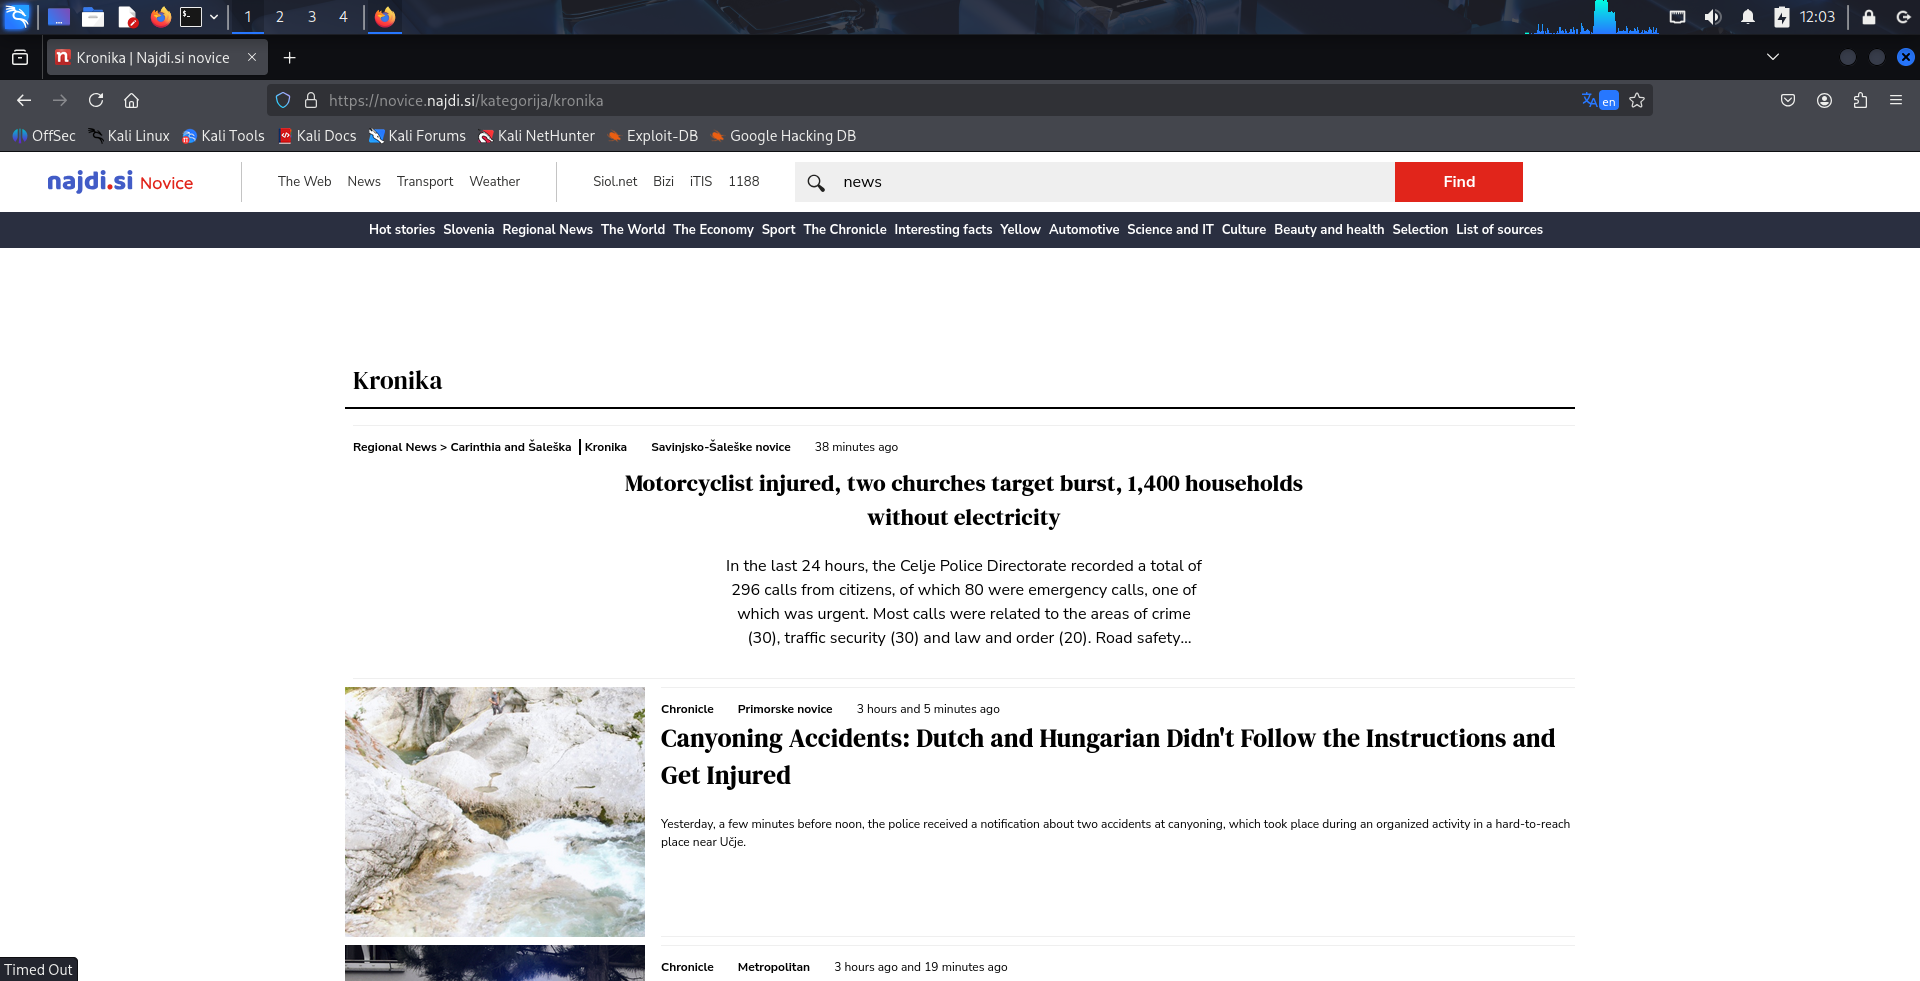 1 2 3 4
12:03
Kronika | Najdi.si novice
https://novice.najdi.si/kategorija/kronika
en
OffSec Kali Linux Kali Tools Kali Docs Kali Forums Kali NetHunter Exploit-DB Google Hacking DB
najdi.si Novice
The Web News Transport Weather
Siol.net Bizi iTIS 1188
news
Find
Hot stories Slovenia Regional News The World The Economy Sport The Chronicle Interesting facts Yellow Automotive Science and IT Culture Beauty and health Selection List of sources
Kronika
Regional News > Carinthia and Šaleška | Kronika Savinjsko-Šaleške novice 38 minutes ago
Motorcyclist injured, two churches target burst, 1,400 households
without electricity
In the last 24 hours, the Celje Police Directorate recorded a total of
296 calls from citizens, of which 80 were emergency calls, one of
which was urgent. Most calls were related to the areas of crime
(30), traffic security (30) and law and order (20). Road safety...
Chronicle Primorske novice 3 hours and 5 minutes ago
Canyoning Accidents: Dutch and Hungarian Didn't Follow the Instructions and
Get Injured
Yesterday, a few minutes before noon, the police received a notification about two accidents at canyoning, which took place during an organized activity in a hard-to-reach
place near Učje.
Chronicle Metropolitan 3 hours ago and 19 minutes ago
Timed Out